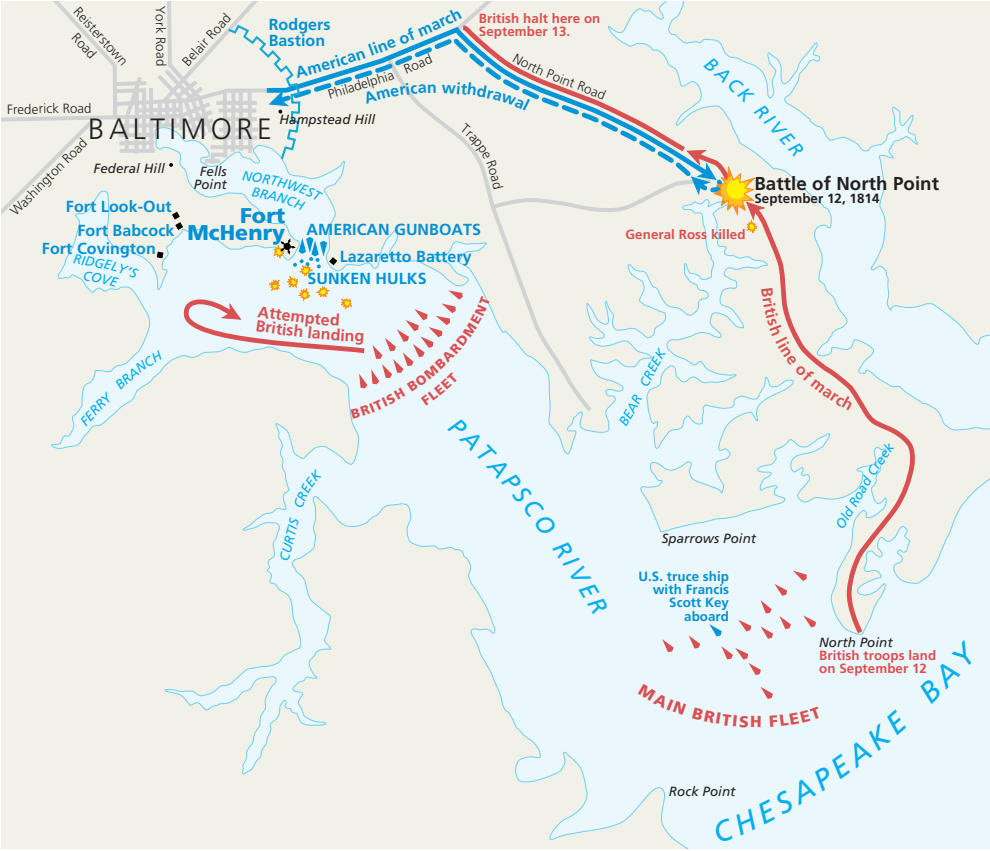 Reisterstown
Road
York Road
Belair Road
Rodgers
Bastion
American line of march
British halt here on
September 13.
Philadelphia Road
North Point Road
American withdrawal
BACK RIVER
Frederick Road
BALTIMORE
Hampstead Hill
Washington Road
Trappe Road
Federal Hill
Fells
Point
NORTHWEST
BRANCH
Battle of North Point
September 12, 1814
Fort Look-Out
Fort Babcock
Fort Covington
Fort
McHenry
AMERICAN GUNBOATS
General Ross killed
RIDGELY'S
COVE
Lazaretto Battery
SUNKEN HULKS
Attempted
British landing
British line of march
BRITISH BOMBARDMENT
FLEET
FERRY BRANCH
BEAR CREEK
PATAPSCO RIVER
Old Road Creek
CURTIS CREEK
Sparrows Point
U.S. truce ship
with Francis
Scott Key
aboard
North Point
British troops land
on September 12
MAIN BRITISH FLEET
CHESAPEAKE BAY
Rock Point